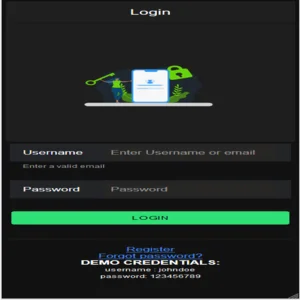 Login
Username Enter Username or email
Enter a valid email
Password Password
LOGIN
Register
Forgot password?
DEMO CREDENTIALS:
username : johndoe
password: 123456789